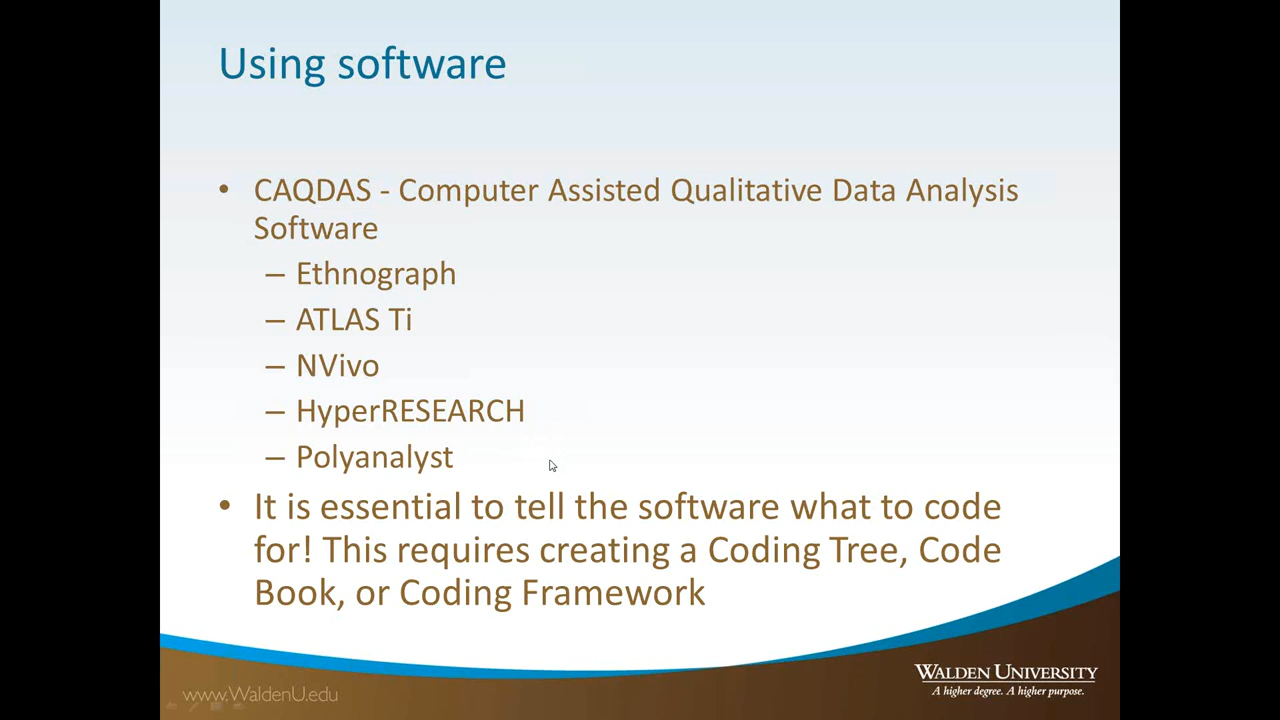 Using software
• CAQDAS - Computer Assisted Qualitative Data Analysis
Software
– Ethnograph
– ATLAS Ti
– NVivo
– HyperRESEARCH
– Polyanalyst
• It is essential to tell the software what to code
for! This requires creating a Coding Tree, Code
Book, or Coding Framework
WALDEN UNIVERSITY
A higher degree. A higher purpose.
www.WaldenU.edu